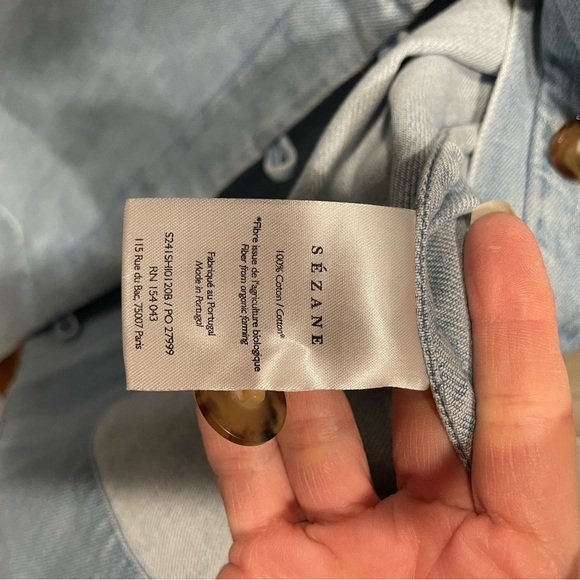 SÉZANE
100% Coton / Cotton*
*Fibre issue de l'agriculture biologique
Fiber from organic farming
Fabriqué au Portugal
Made in Portugal
S241SHI0120B / PO 27999
RN 154 043
115 Rue du Bac, 75007 Paris